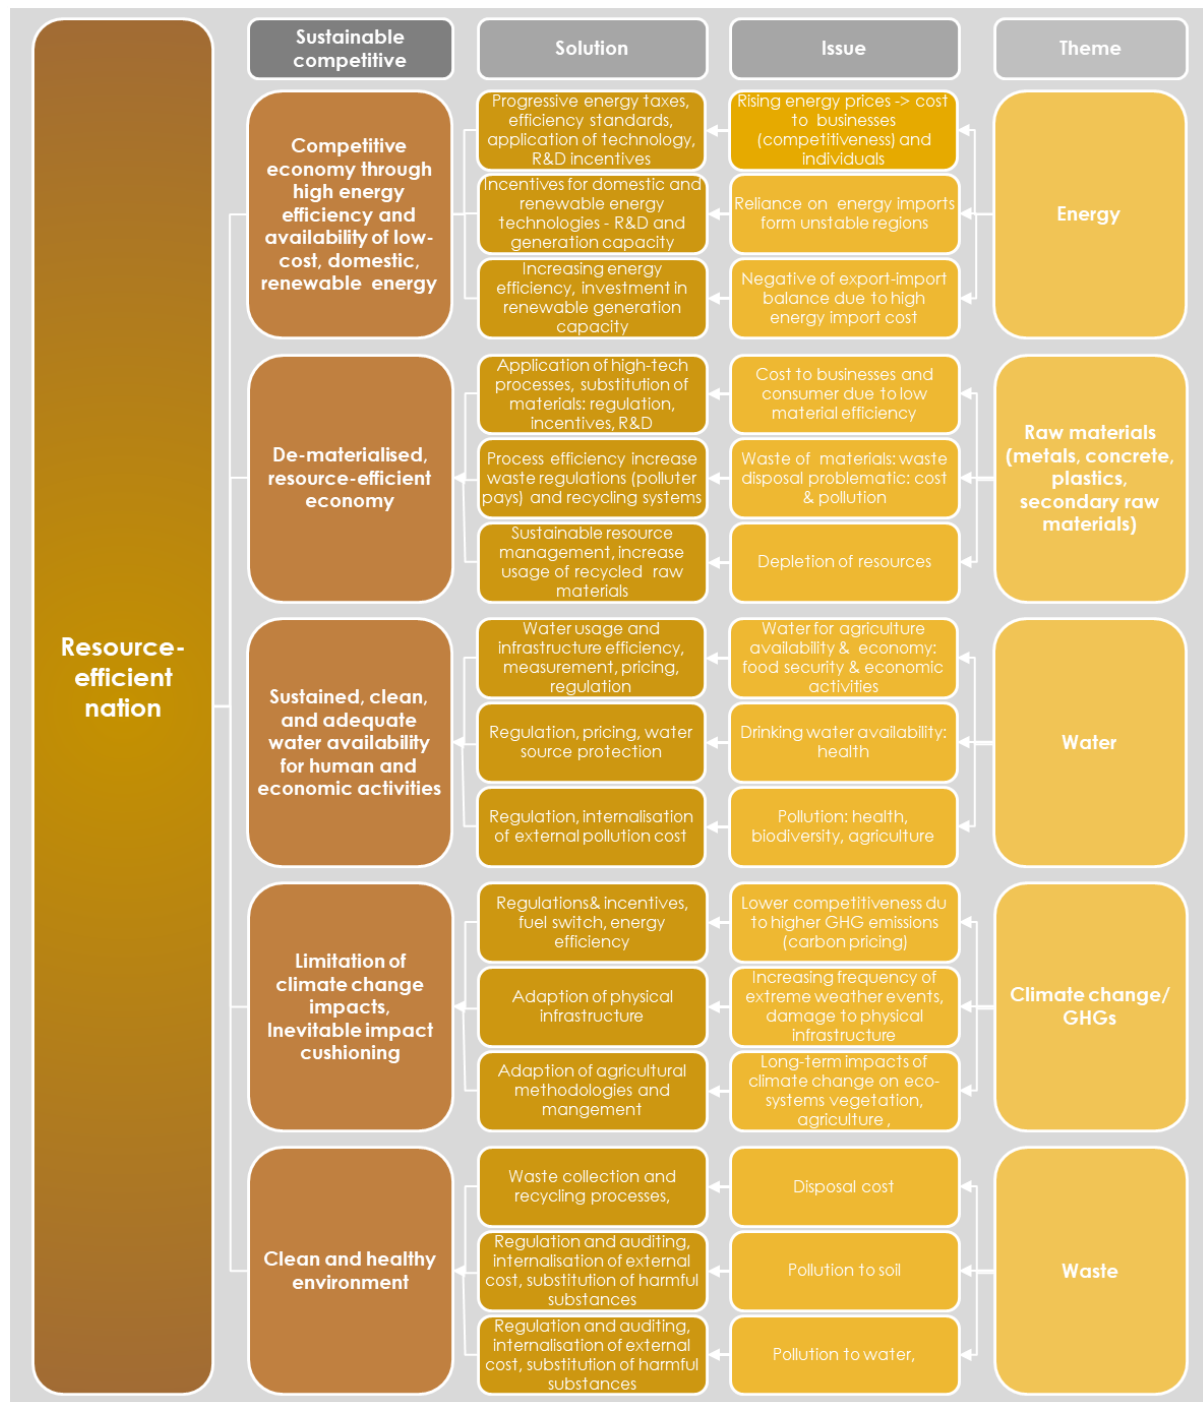 Sustainable
competitive
Solution
Issue
Theme
Resource-
efficient
nation
Competitive
economy through
high energy
efficiency and
availability of low-
cost, domestic,
renewable energy
Progressive energy taxes,
efficiency standards,
application of technology,
R&D incentives
Rising energy prices -> cost
to businesses
(competitiveness) and
individuals
Incentives for domestic and
renewable energy
technologies - R&D and
generation capacity
Reliance on energy imports
form unstable regions
Increasing energy
efficiency, investment in
renewable generation
capacity
Negative of export-import
balance due to high
energy import cost
Energy
De-materialised,
resource-efficient
economy
Application of high-tech
processes, substitution of
materials: regulation,
incentives, R&D
Cost to businesses and
consumer due to low
material efficiency
Process efficiency increase
waste regulations (polluter
pays) and recycling systems
Waste of materials: waste
disposal problematic: cost
& pollution
Sustainable resource
management, increase
usage of recycled raw
materials
Depletion of resources
Raw materials
(metals, concrete,
plastics,
secondary raw
materials)
Sustained, clean,
and adequate
water availability
for human and
economic activities
Water usage and
infrastructure efficiency,
measurement, pricing,
regulation
Water for agriculture
availability & economy:
food security & economic
activities
Regulation, pricing, water
source protection
Drinking water availability:
health
Regulation, internalisation
of external pollution cost
Pollution: health,
biodiversity, agriculture
Water
Limitation of
climate change
impacts,
Inevitable impact
cushioning
Regulations& incentives,
fuel switch, energy
efficiency
Lower competitiveness du
to higher GHG emissions
(carbon pricing)
Adaption of physical
infrastructure
Increasing frequency of
extreme weather events,
damage to physical
infrastructure
Adaption of agricultural
methodologies and
mangement
Long-term impacts of
climate change on eco-
systems vegetation,
agriculture ,
Climate change/
GHGs
Clean and healthy
environment
Waste collection and
recycling processes,
Disposal cost
Regulation and auditing,
internalisation of external
cost, substitution of harmful
substances
Pollution to soil
Regulation and auditing,
internalisation of external
cost, substitution of harmful
substances
Pollution to water,
Waste